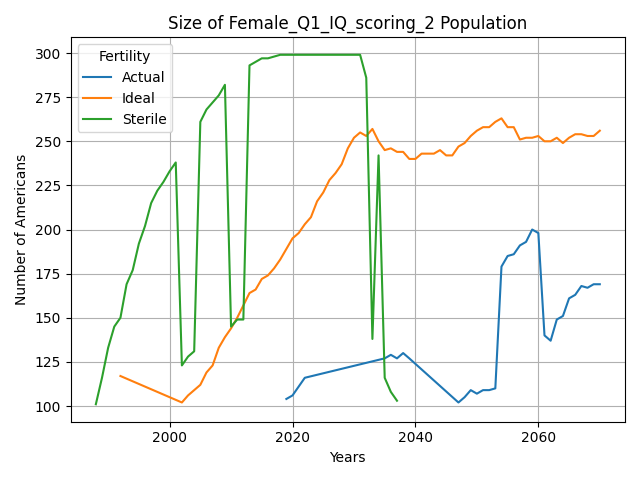 Size of Female_Q1_IQ_scoring_2 Population
Fertility
Actual
Ideal
Sterile
Number of Americans
300
275
250
225
200
175
150
125
100
2000 2020 2040 2060
Years